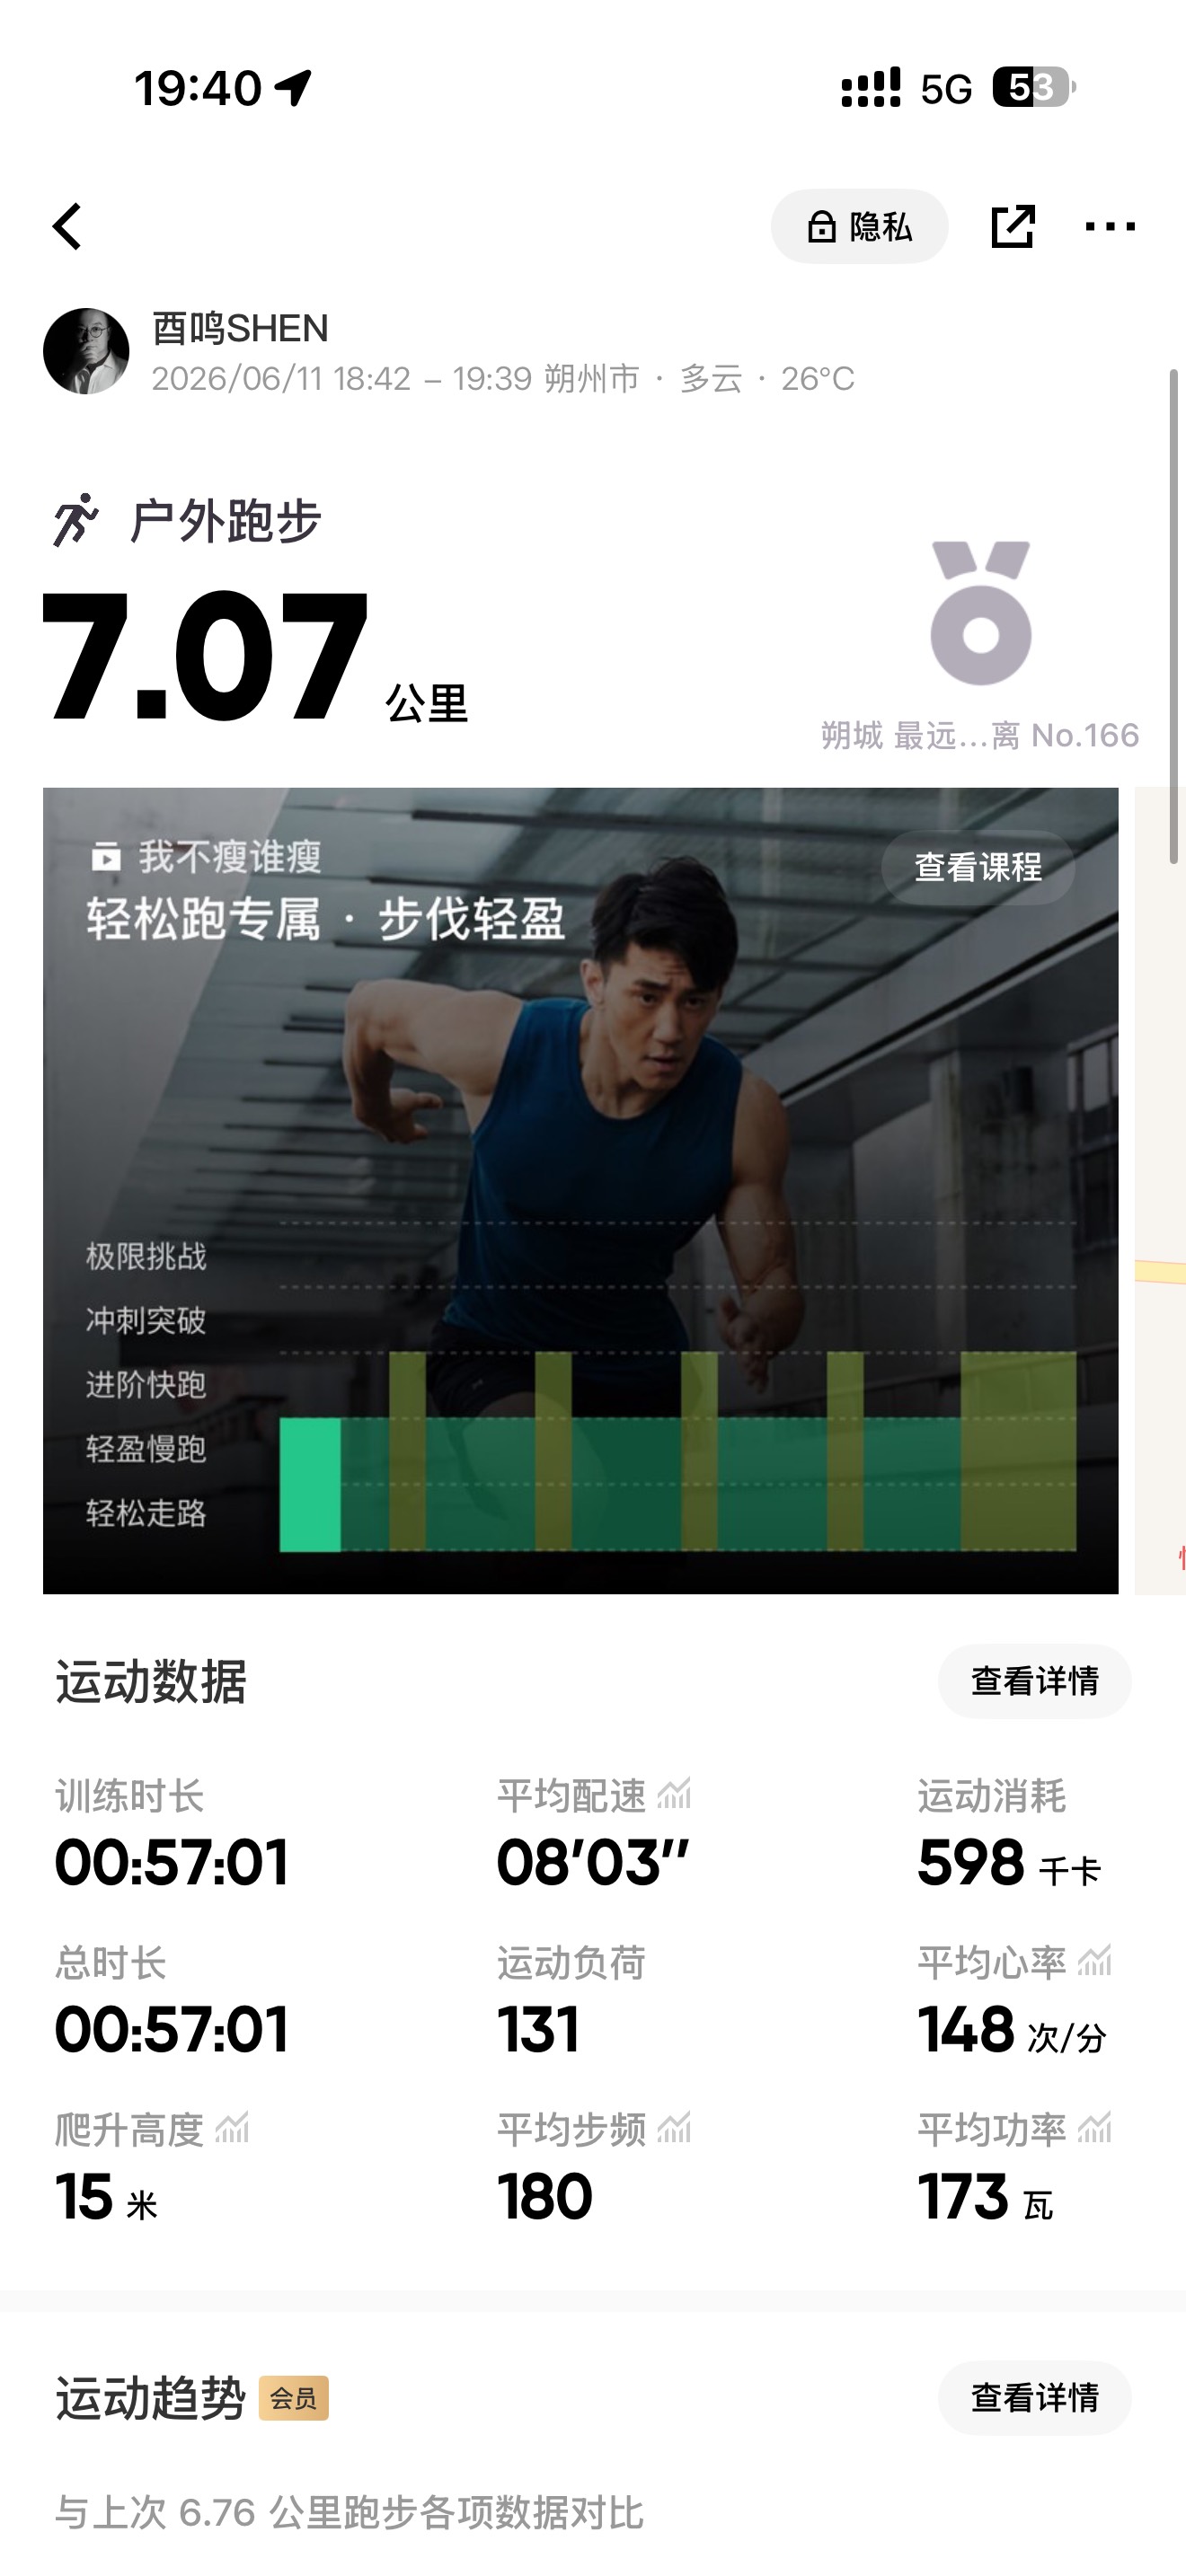 19:40 5G 53
隐私
酉鸣SHEN
2026/06/11 18:42 – 19:39 朔州市 · 多云 · 26°C
户外跑步
7.07 公里
朔城 最远...离 No.166
我不瘦谁瘦
查看课程
轻松跑专属 · 步伐轻盈
极限挑战
冲刺突破
进阶快跑
轻盈慢跑
轻松走路
运动数据 查看详情
训练时长 平均配速 运动消耗
00:57:01 08′03″ 598 千卡
总时长 运动负荷 平均心率
00:57:01 131 148 次/分
爬升高度 平均步频 平均功率
15 米 180 173 瓦
运动趋势 会员 查看详情
与上次 6.76 公里跑步各项数据对比